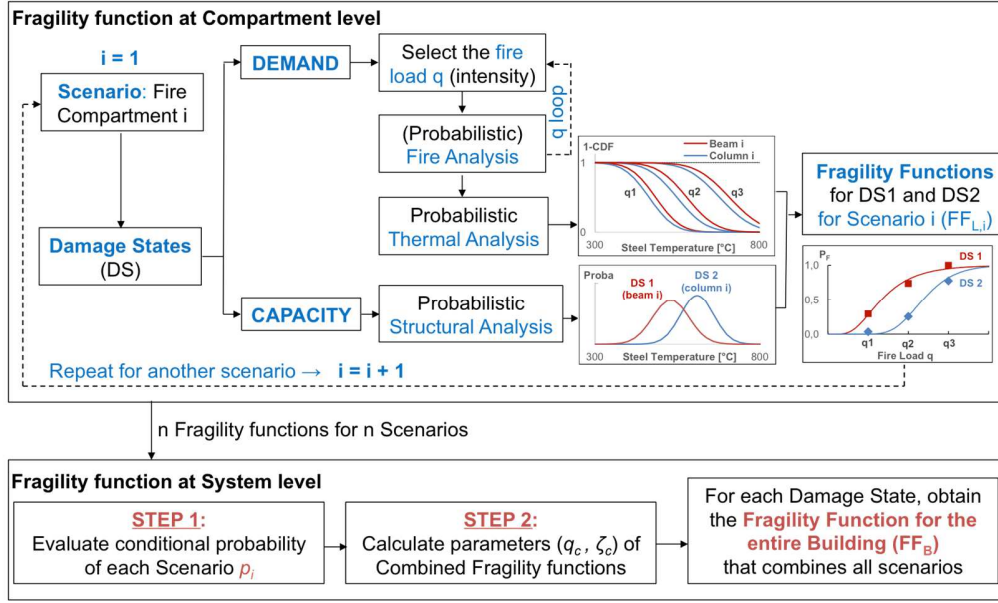 Fragility function at Compartment level
i = 1
Scenario: Fire
Compartment i
Damage States
(DS)
DEMAND
Select the fire
load q (intensity)
q loop
(Probabilistic)
Fire Analysis
Probabilistic
Thermal Analysis
CAPACITY
Probabilistic
Structural Analysis
1-CDF
Beam i
Column i
1
q1
q2
q3
0
300
Steel Temperature [°C]
800
Proba
DS 1
(beam i)
DS 2
(column i)
300
Steel Temperature [°C]
800
Fragility Functions
for DS1 and DS2
for Scenario i (FF_L,i)
P_F
DS 1
1,0
DS 2
0,5
0,0
q1
q2
q3
Fire Load q
Repeat for another scenario → i = i + 1
n Fragility functions for n Scenarios
Fragility function at System level
STEP 1:
Evaluate conditional probability
of each Scenario p_i
STEP 2:
Calculate parameters (q_c , ζ_c) of
Combined Fragility functions
For each Damage State, obtain
the Fragility Function for the
entire Building (FF_B)
that combines all scenarios